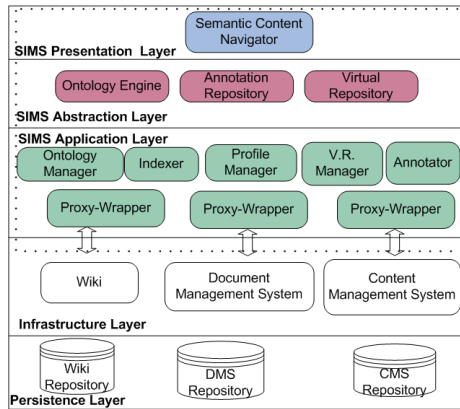 Semantic Content
Navigator
SIMS Presentation Layer
Ontology Engine
Annotation
Repository
Virtual
Repository
SIMS Abstraction Layer
SIMS Application Layer
Ontology
Manager
Indexer
Profile
Manager
V.R.
Manager
Annotator
Proxy-Wrapper
Proxy-Wrapper
Proxy-Wrapper
Wiki
Document
Management System
Content
Management System
Infrastructure Layer
Wiki
Repository
DMS
Repository
CMS
Repository
Persistence Layer